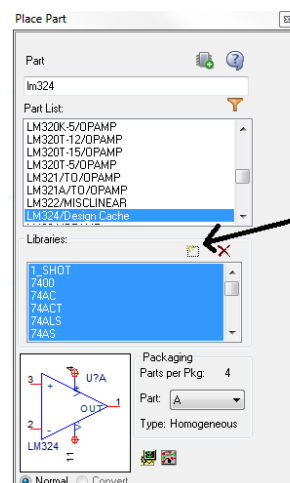 Place Part
Part
lm324
Part List:
LM320K-5/OPAMP
LM320T-12/OPAMP
LM320T-15/OPAMP
LM320T-5/OPAMP
LM321/TO/OPAMP
LM321A/TO/OPAMP
LM322/MISCLINEAR
LM324/Design Cache
Libraries:
1_SHOT
7400
74AC
74ACT
74ALS
74AS
Packaging
Parts per Pkg: 4
Part: A
Type: Homogeneous
U?A
3
+
OUT
1
2
-
LM324
Normal Convert